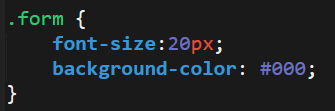 .form {
    font-size:20px;
    background-color: #000;
}